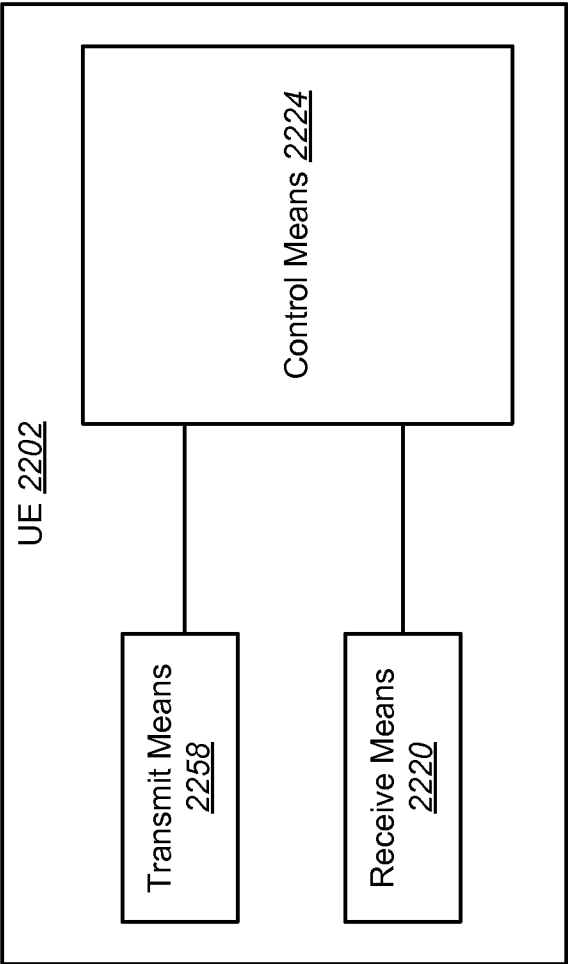 UE 2202
Transmit Means
2258
Receive Means
2220
Control Means 2224